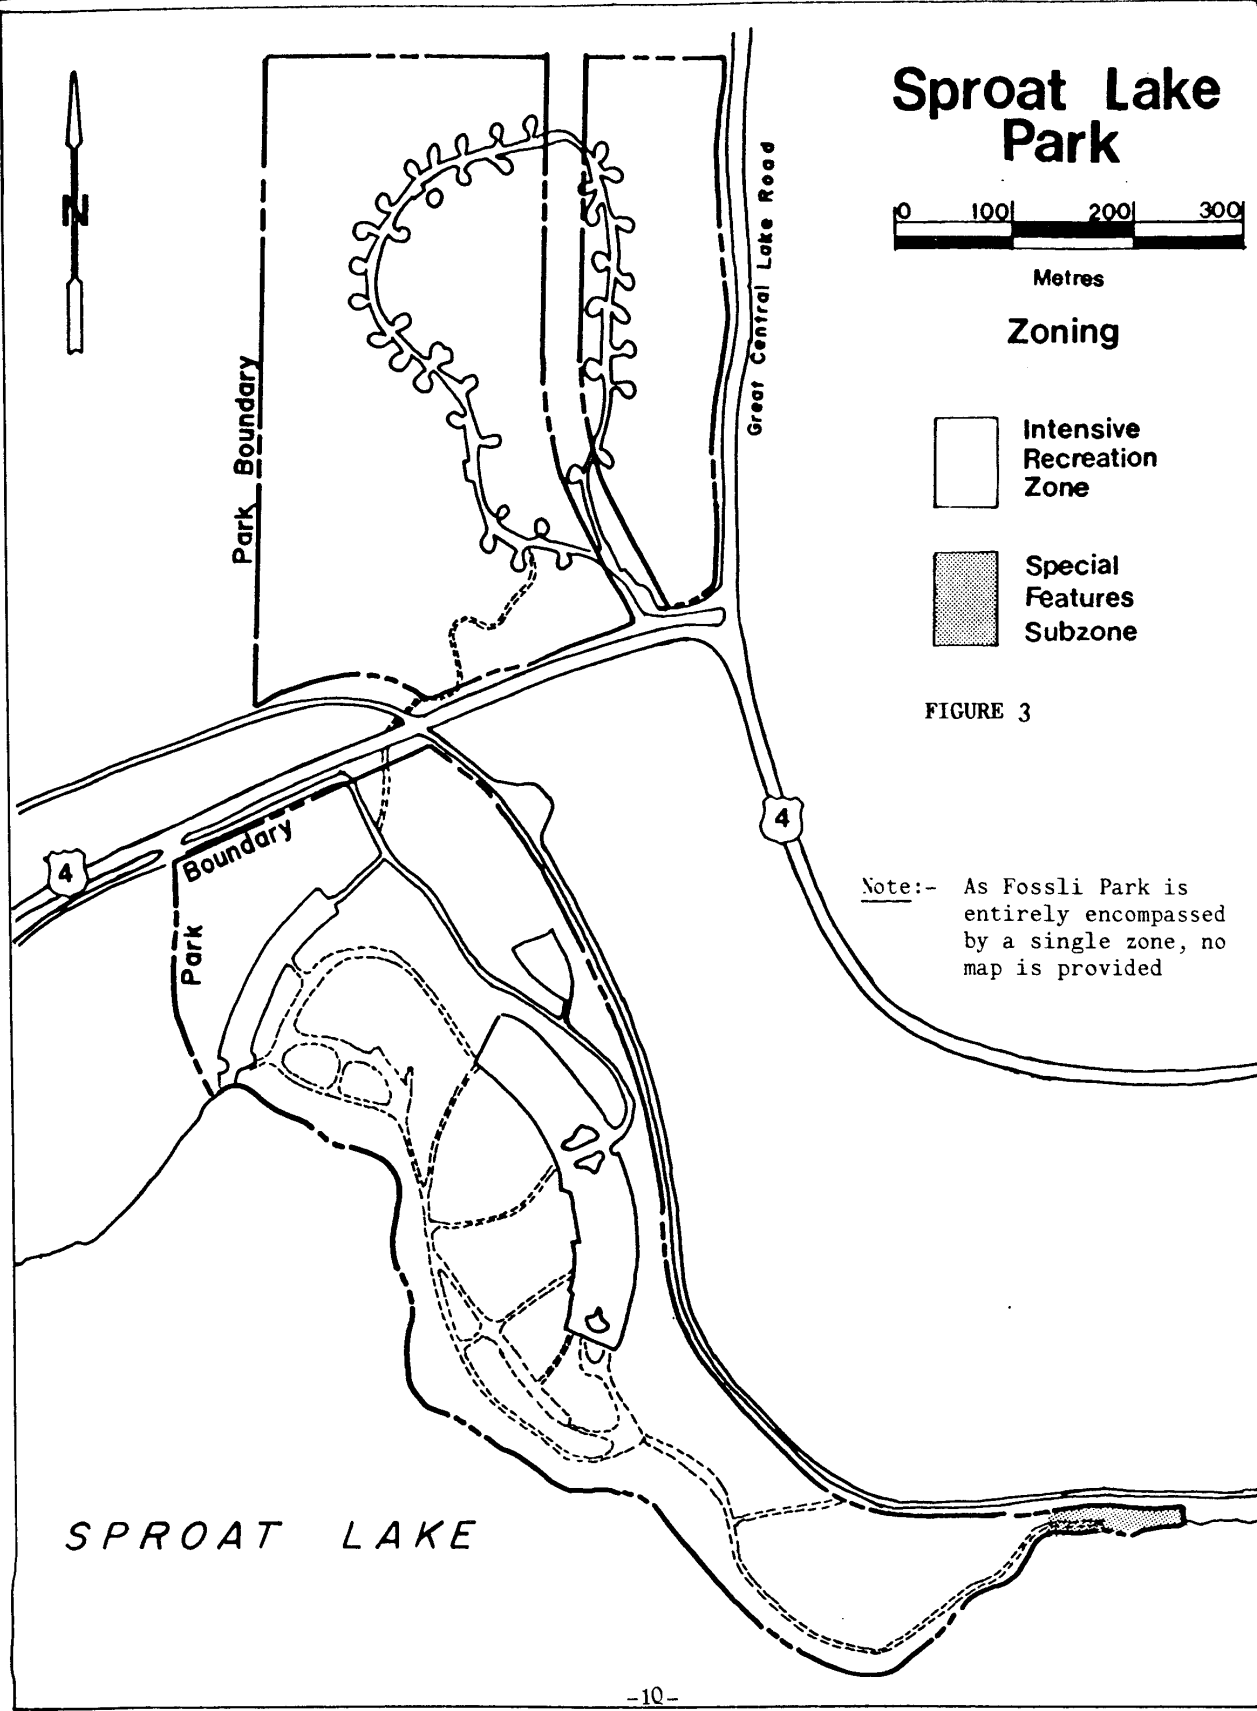 Sproat Lake
Park
0 100 200 300
Metres
Zoning
Intensive
Recreation
Zone
Special
Features
Subzone
FIGURE 3
Note:- As Fossli Park is
entirely encompassed
by a single zone, no
map is provided
N
Park Boundary
Great Central Lake Road
4
4
Park Boundary
SPROAT LAKE
-10-